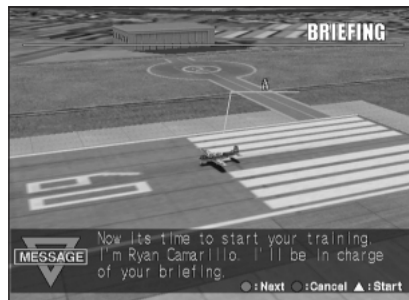 BRIEFING
09
MESSAGE
Now its time to start your training.
I'm Ryan Camarillo. I'll be in charge
of your briefing.
:Next :Cancel ▲:Start